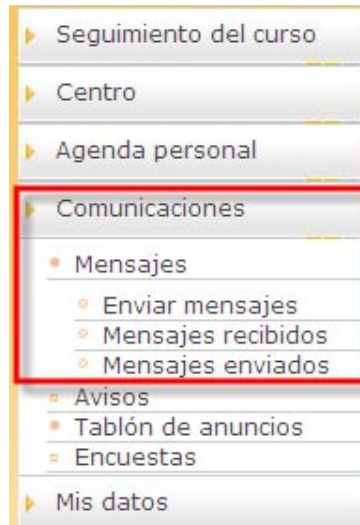 Seguimiento del curso
Centro
Agenda personal
Comunicaciones
Mensajes
Enviar mensajes
Mensajes recibidos
Mensajes enviados
Avisos
Tablón de anuncios
Encuestas
Mis datos